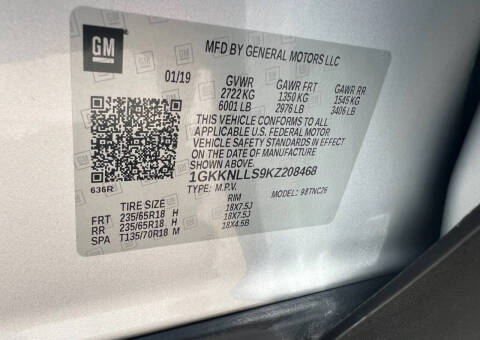 GM
MFD BY GENERAL MOTORS LLC
01/19
GVWR GAWR FRT GAWR RR
2722 KG 1350 KG 1545 KG
6001 LB 2976 LB 3406 LB
THIS VEHICLE CONFORMS TO ALL
APPLICABLE U.S. FEDERAL MOTOR
VEHICLE SAFETY STANDARDS IN EFFECT
ON THE DATE OF MANUFACTURE SHOWN
ABOVE.
1GKKNLLS9KZ208468
TYPE: M.P.V. MODEL: 98TNC26
636R
TIRE SIZE RIM
FRT 235/65R18 H 18X7.5J
RR 235/65R18 H 18X7.5J
SPA T135/70R18 M 18X4.5B